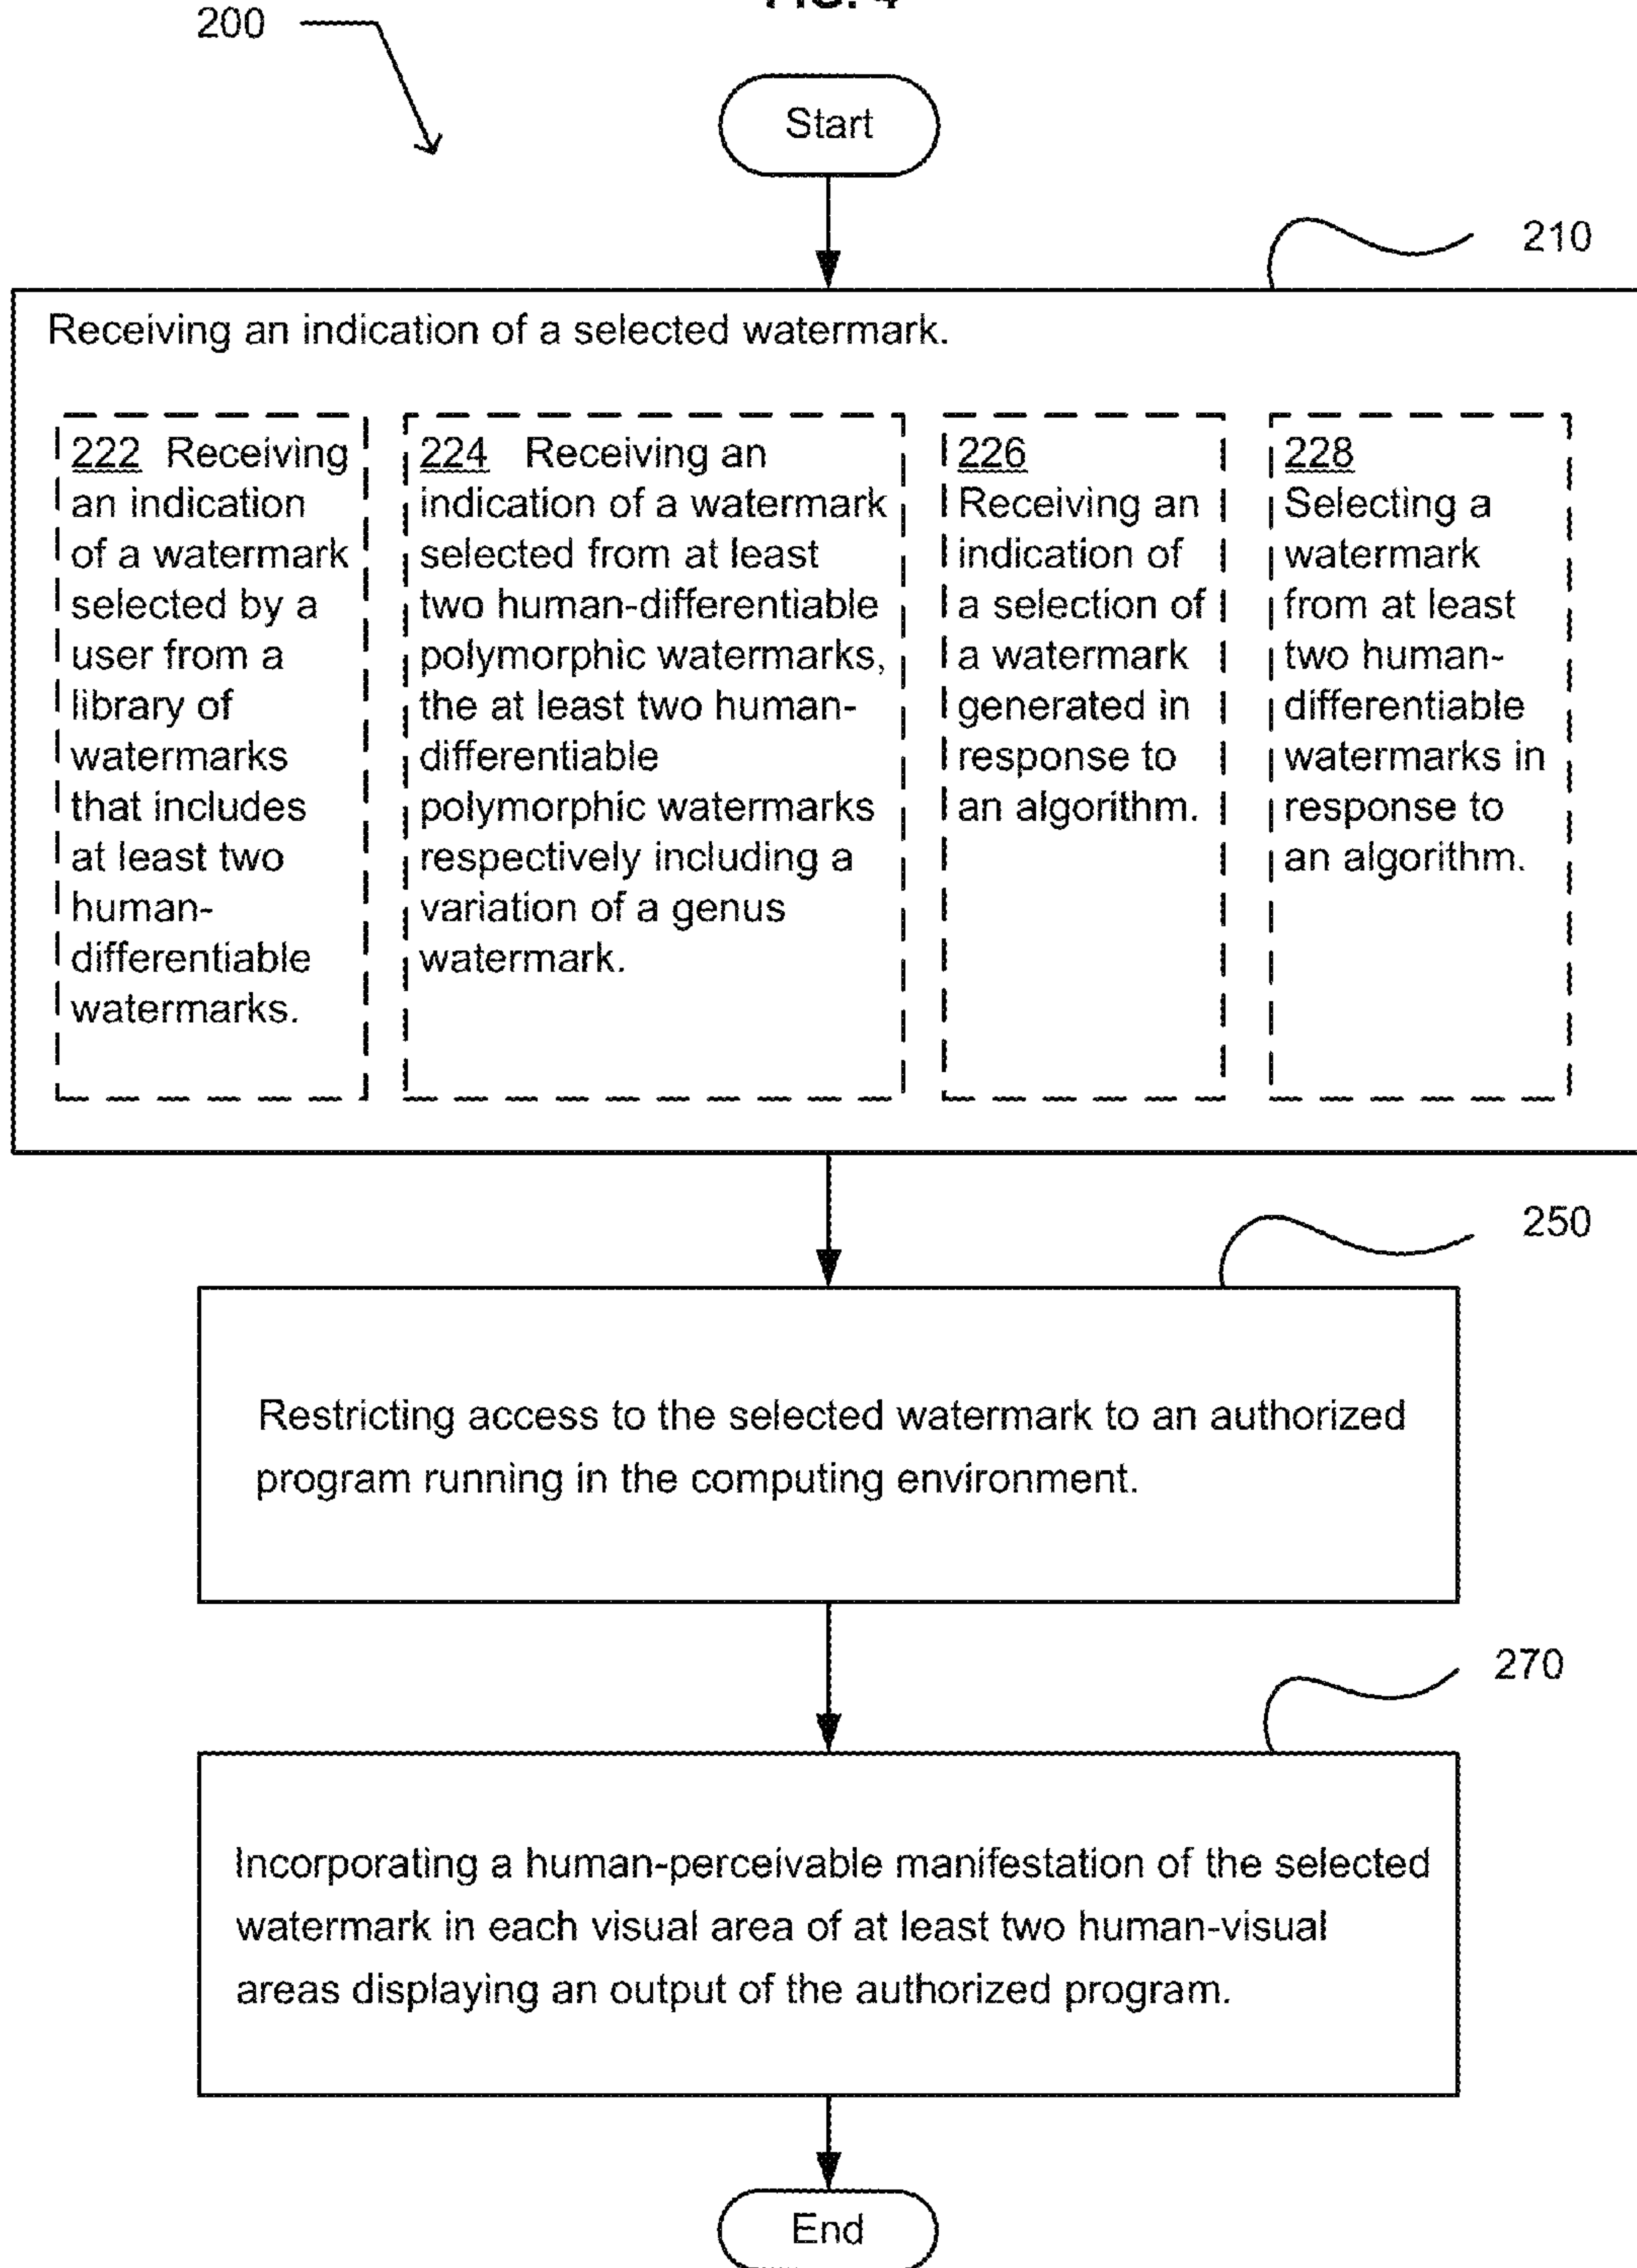 FIG. 4
200
Start
210
Receiving an indication of a selected watermark.
222 Receiving
an indication
of a watermark
selected by a
user from a
library of
watermarks
that includes
at least two
human-
differentiable
watermarks.
224 Receiving an
indication of a watermark
selected from at least
two human-differentiable
polymorphic watermarks,
the at least two human-
differentiable
polymorphic watermarks
respectively including a
variation of a genus
watermark.
226
Receiving an
indication of
a selection of
a watermark
generated in
response to
an algorithm.
228
Selecting a
watermark
from at least
two human-
differentiable
watermarks in
response to
an algorithm.
250
Restricting access to the selected watermark to an authorized
program running in the computing environment.
270
Incorporating a human-perceivable manifestation of the selected
watermark in each visual area of at least two human-visual
areas displaying an output of the authorized program.
End